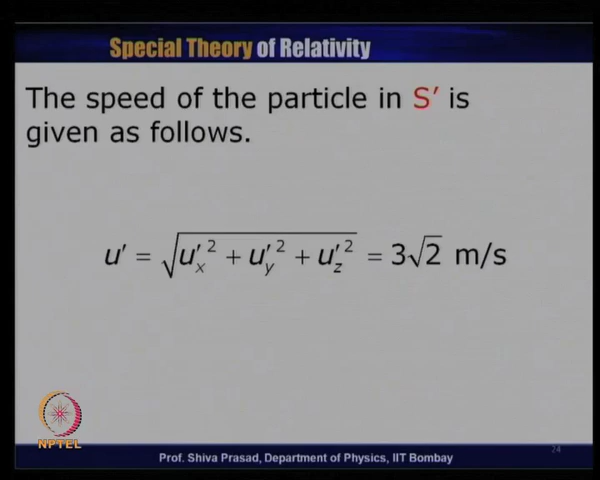 Special Theory of Relativity
The speed of the particle in S′ is
given as follows.
u′ = √(u′ₓ² + u′ᵧ² + u′_z²) = 3√2 m/s
NPTEL
24
Prof. Shiva Prasad, Department of Physics, IIT Bombay